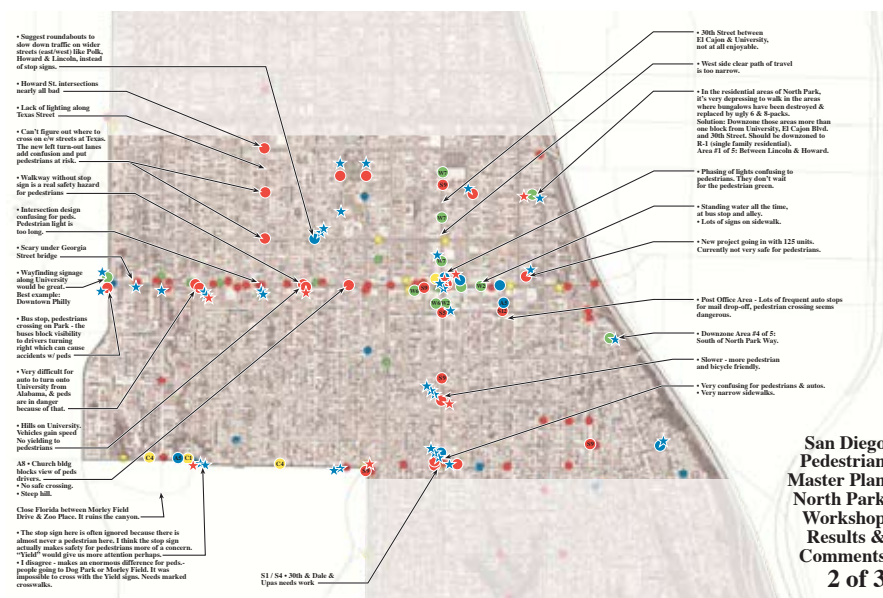 • Suggest roundabouts to
slow down traffic on wider
streets (east/west) like Polk,
Howard & Lincoln, instead
of stop signs.
• Howard St. intersections
nearly all bad
• Lack of lighting along
Texas Street
• Can't figure out where to
cross on e/w streets at Texas.
The new left turn-out lanes
add confusion and put
pedestrians at risk.
• Walkway without stop
sign is a real safety hazard
for pedestrians
• Intersection design
confusing for peds.
Pedestrian light is
too long.
• Scary under Georgia
Street bridge
• Wayfinding signage
along University
would be great.
Best example:
Downtown Philly
• Bus stop, pedestrians
crossing on Park - the
buses block visibility
to drivers turning
right which can cause
accidents w/ peds
• Very difficult for
auto to turn onto
University from
Alabama, & peds
are in danger
because of that.
• Hills on University.
Vehicles gain speed
No yielding to
pedestrians
A8 • Church bldg
blocks view of peds
drivers.
• No safe crossing.
• Steep hill.
Close Florida between Morley Field
Drive & Zoo Place. It ruins the canyon.
• The stop sign here is often ignored because there is
almost never a pedestrian here. I think the stop sign
actually makes safety for pedestrians more of a concern.
"Yield" would give us more attention perhaps.
• I disagree - makes an enormous difference for peds.-
people going to Dog Park or Morley Field. It was
impossible to cross with the Yield signs. Needs marked
crosswalks.
S1 / S4 • 30th & Dale &
Upas needs work
• 30th Street between
El Cajon & University,
not at all enjoyable.
• West side clear path of travel
is too narrow.
• In the residential areas of North Park,
it's very depressing to walk in the areas
where bungalows have been destroyed &
replaced by ugly 6 & 8-packs.
Solution: Downzone those areas more than
one block from University, El Cajon Blvd.
and 30th Street. Should be downzoned to
R-1 (single family residential).
Area #1 of 5: Between Lincoln & Howard.
• Phasing of lights confusing to
pedestrians. They don't wait
for the pedestrian green.
• Standing water all the time,
at bus stop and alley.
• Lots of signs on sidewalk.
• New project going in with 125 units.
Currently not very safe for pedestrians.
• Post Office Area - Lots of frequent auto stops
for mail drop-off, pedestrian crossing seems
dangerous.
• Downzone Area #4 of 5:
South of North Park Way.
• Slower - more pedestrian
and bicycle friendly.
• Very confusing for pedestrians & autos.
• Very narrow sidewalks.
W7
S9
W7
W7
W6
S9
W2
W6 W2
C4
C1
C4
San Diego
Pedestrian
Master Plan
North Park
Workshop
Results &
Comments
2 of 3